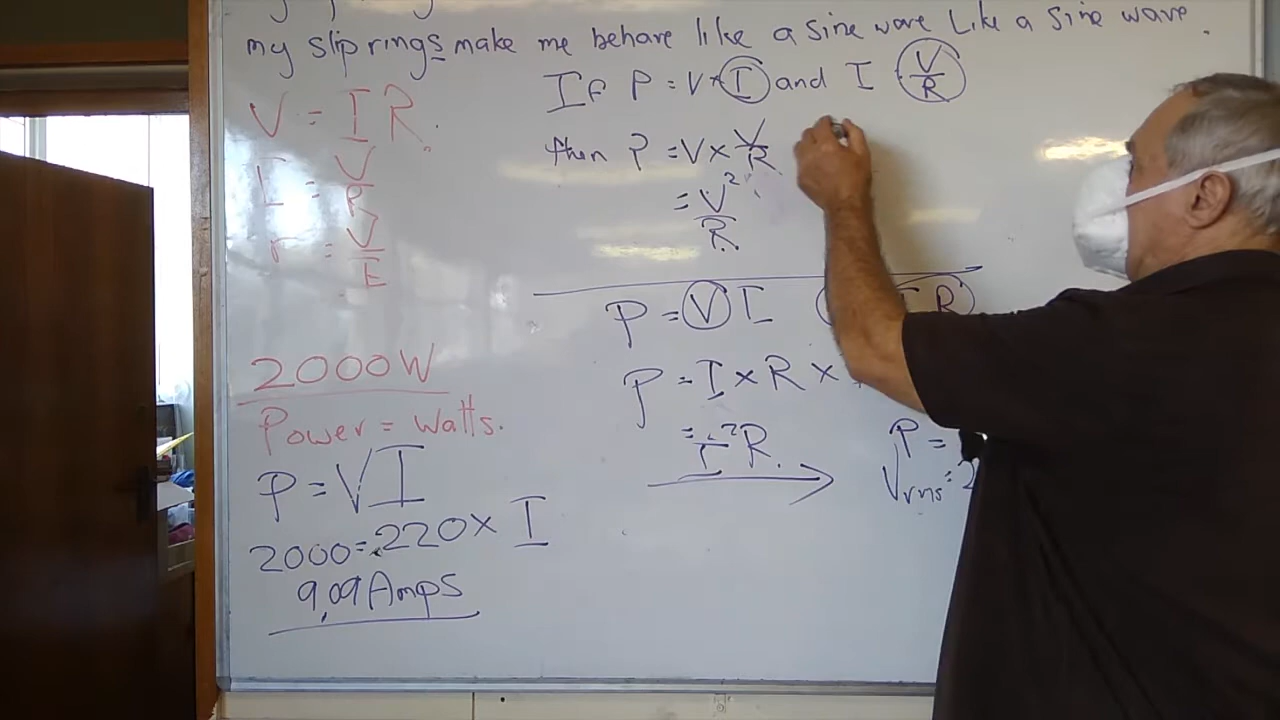 my slip rings make me behave like a sine wave Like a Sine wave.
V = I R.
I = V/R
r = V/I
2000W
Power = Watts.
P = VI
2000 = 220 x I
9,09 Amps
If P = V x I and I = V/R
then P = V x V/R
= V²/R.
P = V I I R
P = I x R x
= I²R.
P =
Vrms = 2